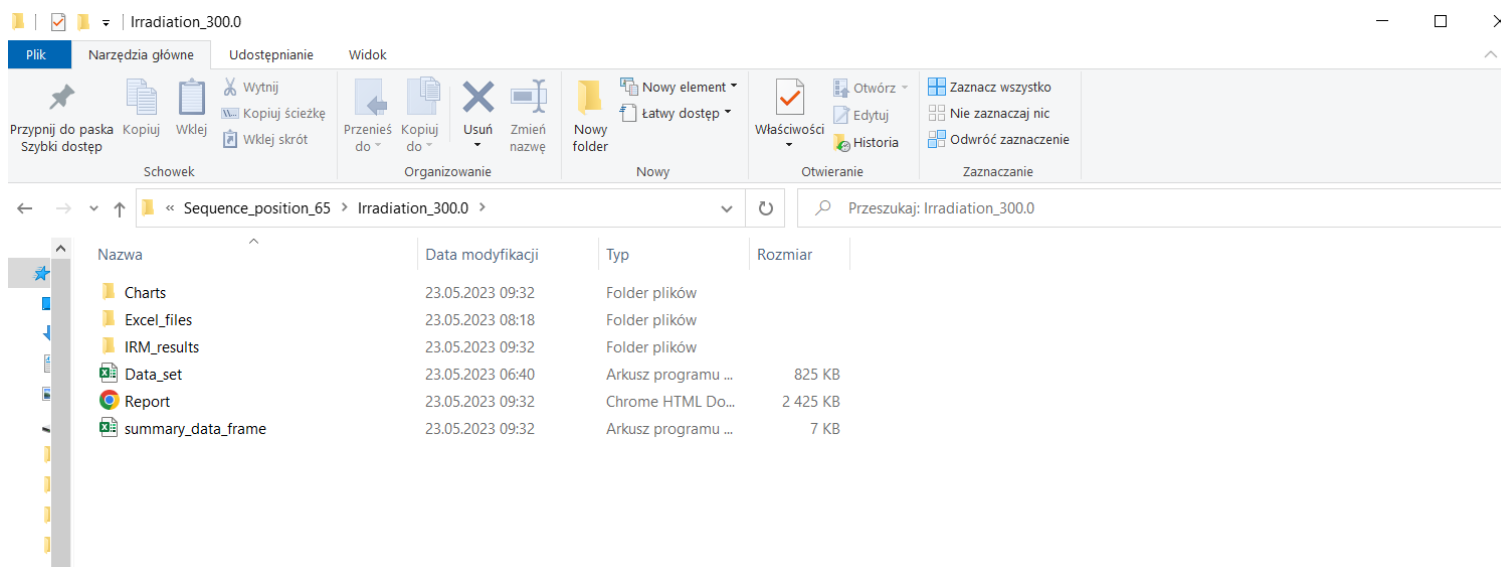 Irradiation_300.0
Plik Narzędzia główne Udostępnianie Widok
Przypnij do paska Szybki dostęp
Kopiuj
Wklej
Wytnij
Kopiuj ścieżkę
Wklej skrót
Schowek
Przenieś do
Kopiuj do
Usuń
Zmień nazwę
Organizowanie
Nowy folder
Nowy element
Łatwy dostęp
Nowy
Właściwości
Otwórz
Edytuj
Historia
Otwieranie
Zaznacz wszystko
Nie zaznaczaj nic
Odwróć zaznaczenie
Zaznaczanie
« Sequence_position_65 > Irradiation_300.0 >
Przeszukaj: Irradiation_300.0
Nazwa Data modyfikacji Typ Rozmiar
Charts 23.05.2023 09:32 Folder plików
Excel_files 23.05.2023 08:18 Folder plików
IRM_results 23.05.2023 09:32 Folder plików
Data_set 23.05.2023 06:40 Arkusz programu ... 825 KB
Report 23.05.2023 09:32 Chrome HTML Do... 2 425 KB
summary_data_frame 23.05.2023 09:32 Arkusz programu ... 7 KB